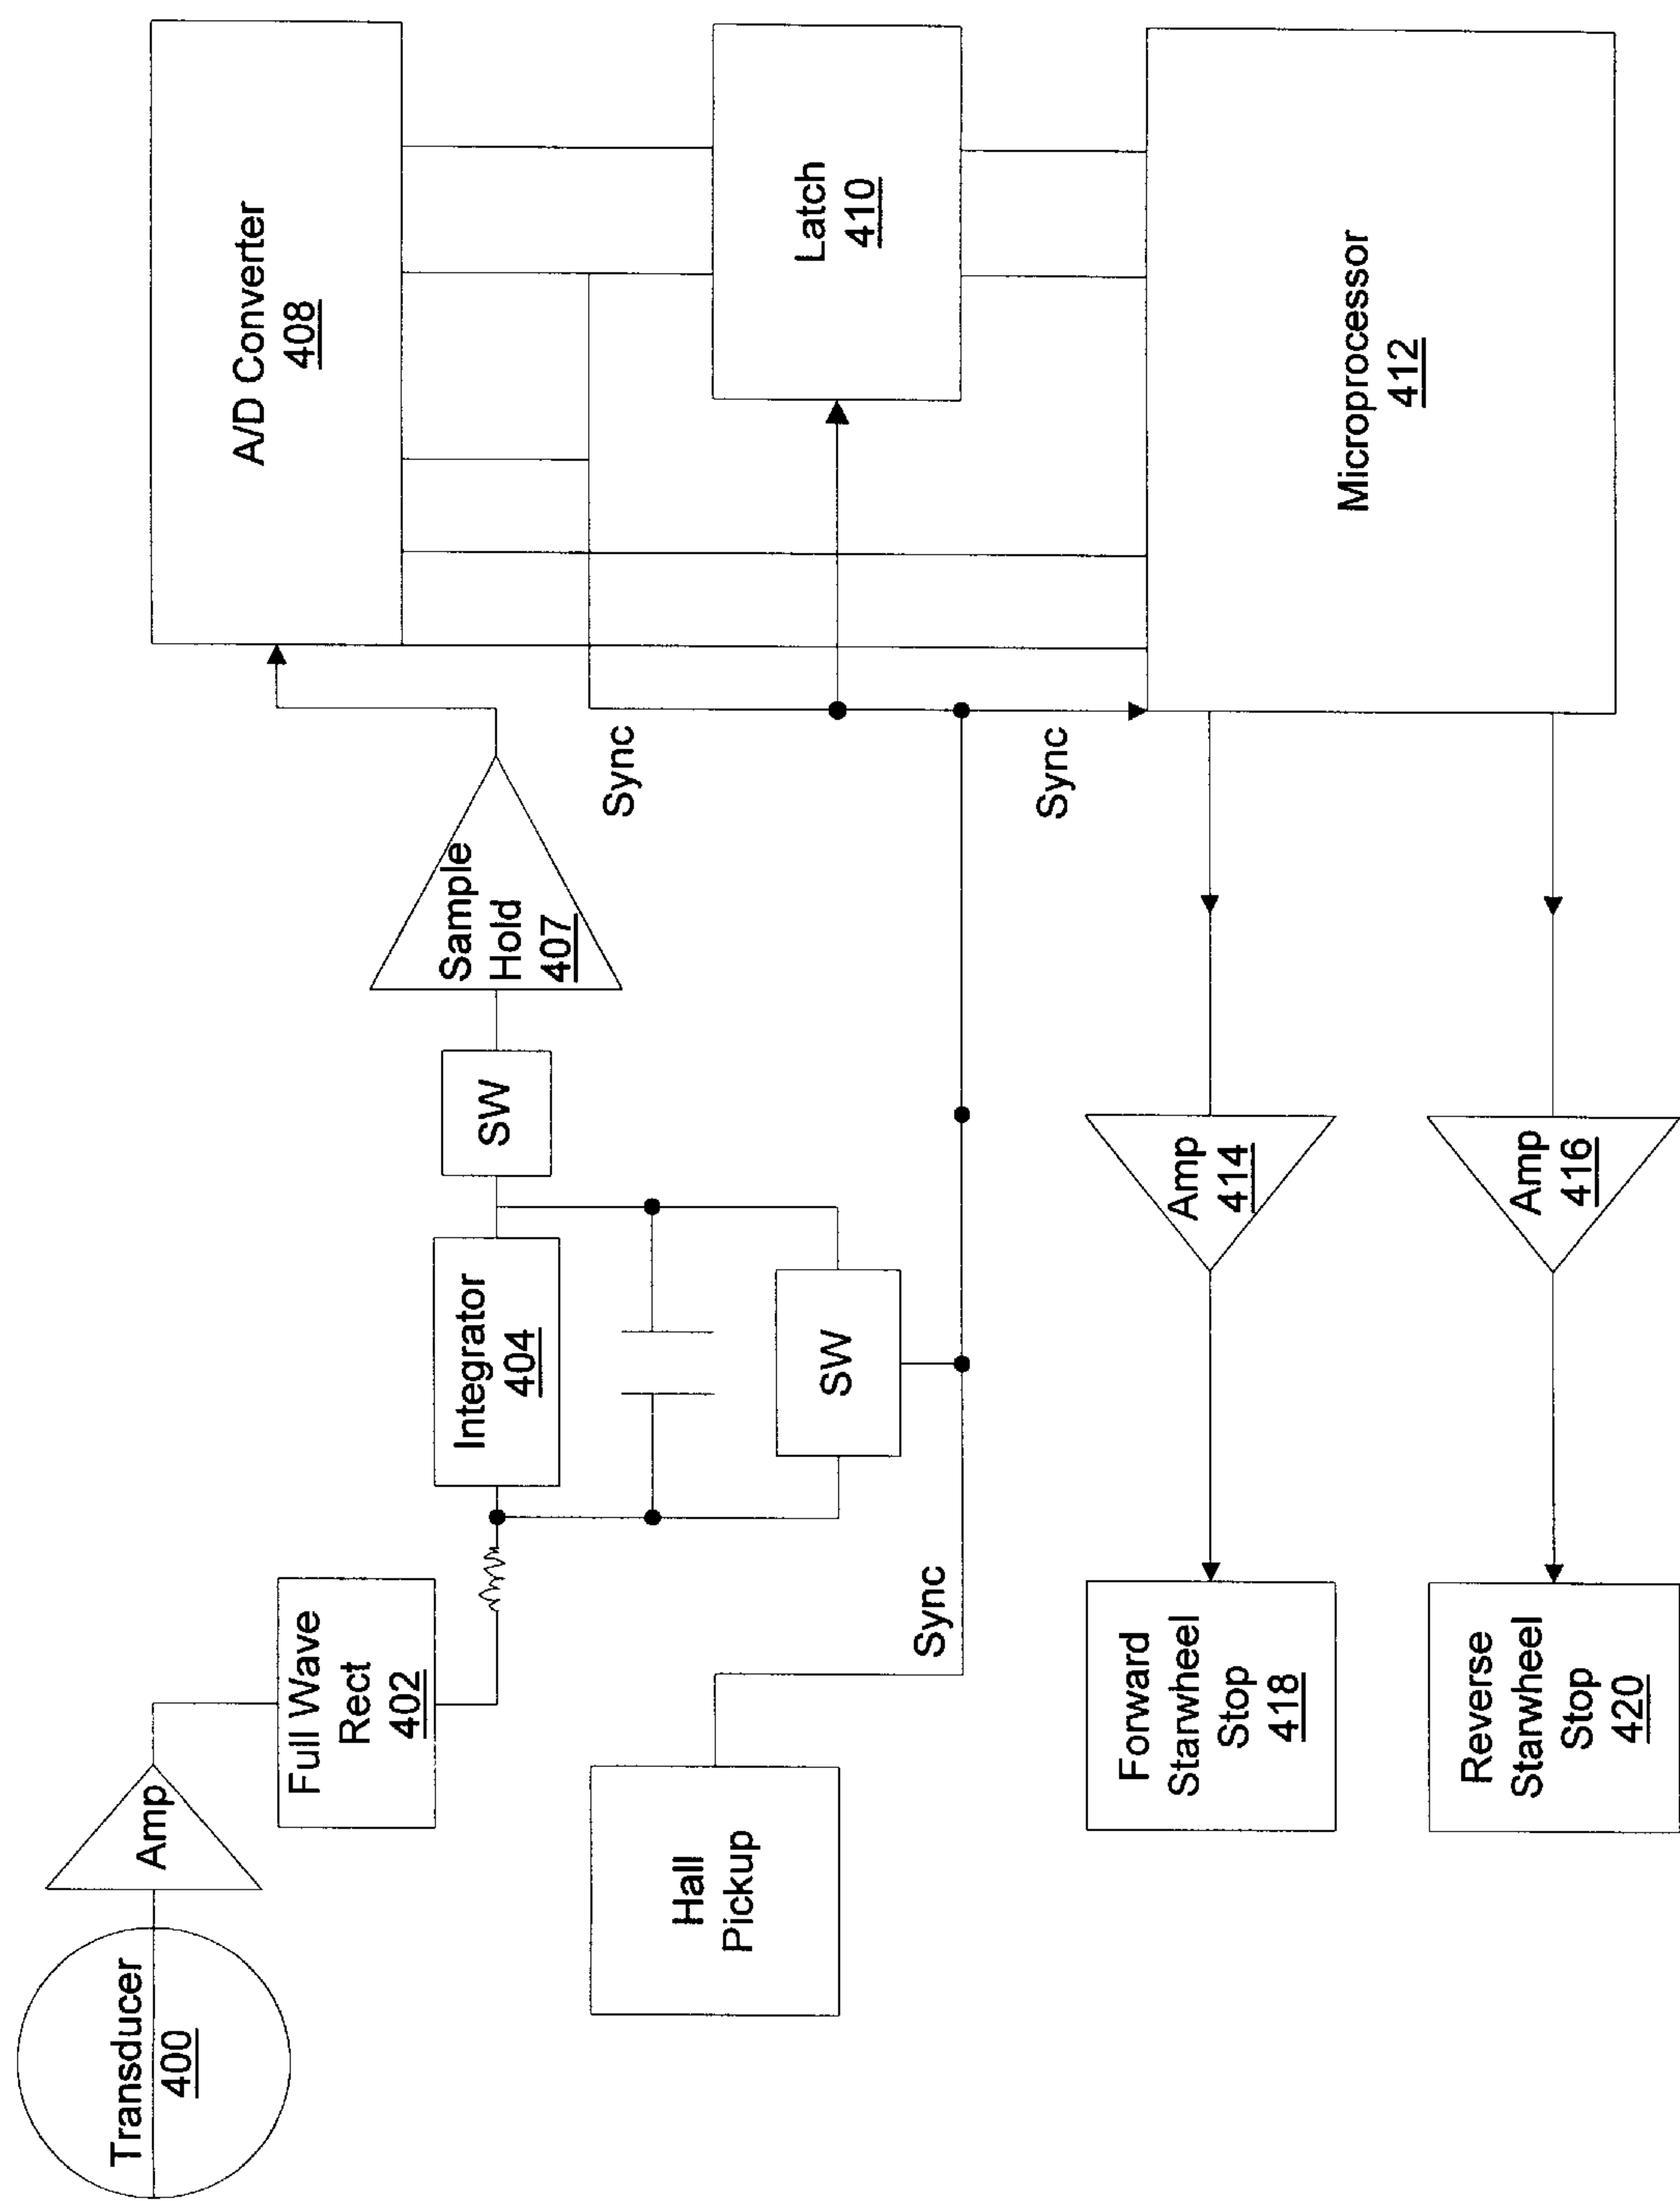 Transducer
400
Amp
Full Wave
Rect
402
Integrator
404
SW
SW
Sample
Hold
407
A/D Converter
408
Latch
410
Microprocessor
412
Hall
Pickup
Sync
Sync
Sync
Amp
414
Amp
416
Forward
Starwheel
Stop
418
Reverse
Starwheel
Stop
420